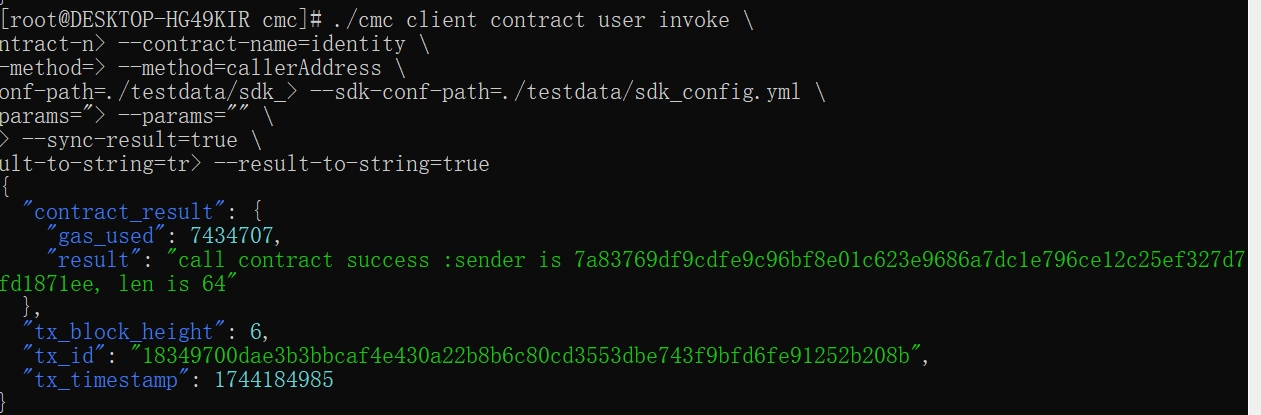 [root@DESKTOP-HG49KIR cmc]# ./cmc client contract user invoke \
ntract-n> --contract-name=identity \
-method=> --method=callerAddress \
onf-path=./testdata/sdk_> --sdk-conf-path=./testdata/sdk_config.yml \
params="> --params="" \
> --sync-result=true \
ult-to-string=tr> --result-to-string=true
{
  "contract_result": {
    "gas_used": 7434707,
    "result": "call contract success :sender is 7a83769df9cdfe9c96bf8e01c623e9686a7dc1e796ce12c25ef327d7
fd1871ee, len is 64"
  },
  "tx_block_height": 6,
  "tx_id": "18349700dae3b3bbcaf4e430a22b8b6c80cd3553dbe743f9bfd6fe91252b208b",
  "tx_timestamp": 1744184985
}